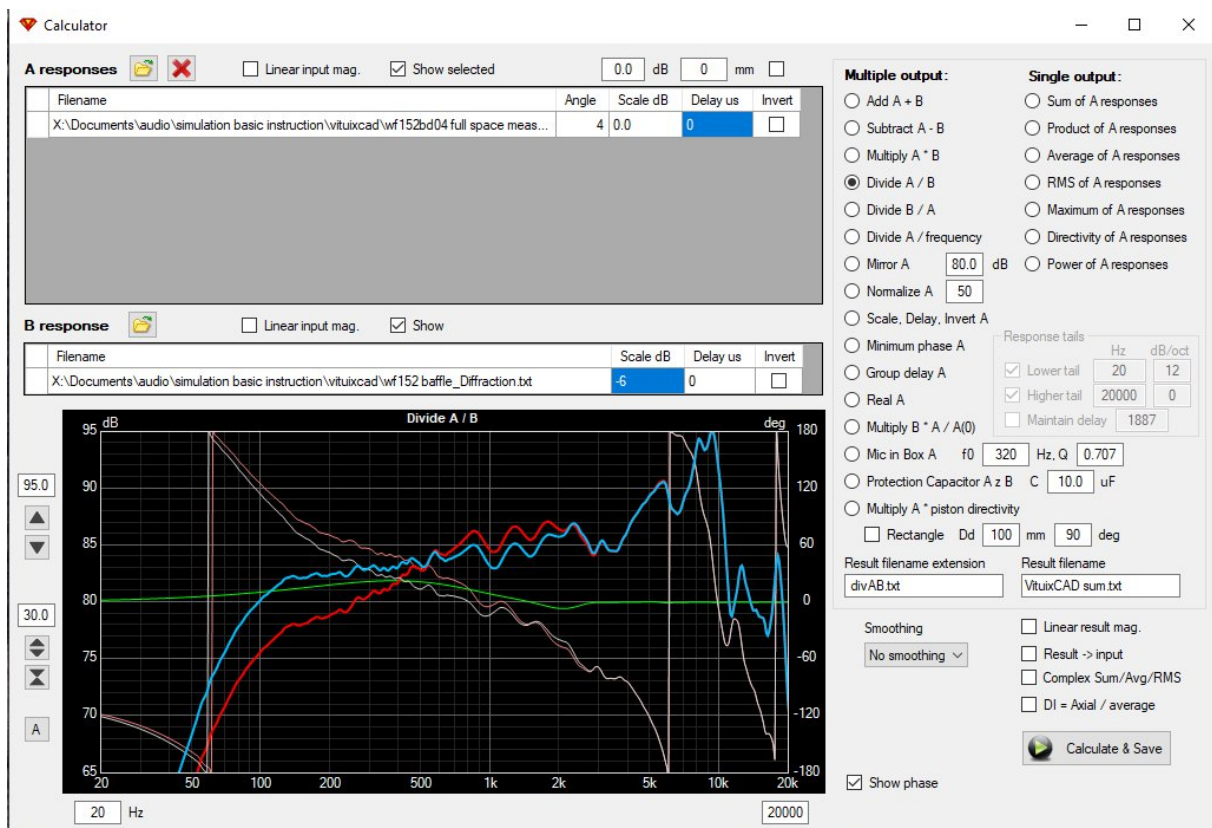 Calculator
A responses
Linear input mag.
Show selected
0.0 dB
0 mm
Filename Angle Scale dB Delay us Invert
X:\Documents\audio\simulation basic instruction\vituixcad\wf152bd04 full space meas... 4 0.0 0
B response
Linear input mag.
Show
Filename Scale dB Delay us Invert
X:\Documents\audio\simulation basic instruction\vituixcad\wf152 baffle_Diffraction.txt -6 0
Divide A / B
dB
deg
95 180
90 120
85 60
80 0
75 -60
70 -120
65 -180
20 50 100 200 500 1k 2k 5k 10k 20k
95.0
30.0
A
20 Hz
20000
Multiple output:
Add A + B
Subtract A - B
Multiply A * B
Divide A / B
Divide B / A
Divide A / frequency
Mirror A 80.0 dB
Normalize A 50
Scale, Delay, Invert A
Minimum phase A
Group delay A
Real A
Multiply B * A / A(0)
Mic in Box A f0 320 Hz, Q 0.707
Protection Capacitor A z B C 10.0 uF
Multiply A * piston directivity
Rectangle Dd 100 mm 90 deg
Single output:
Sum of A responses
Product of A responses
Average of A responses
RMS of A responses
Maximum of A responses
Directivity of A responses
Power of A responses
Response tails
Hz dB/oct
Lower tail 20 12
Higher tail 20000 0
Maintain delay 1887
Result filename extension
divAB.txt
Result filename
VituixCAD sum.txt
Smoothing
No smoothing
Linear result mag.
Result -> input
Complex Sum/Avg/RMS
DI = Axial / average
Calculate & Save
Show phase